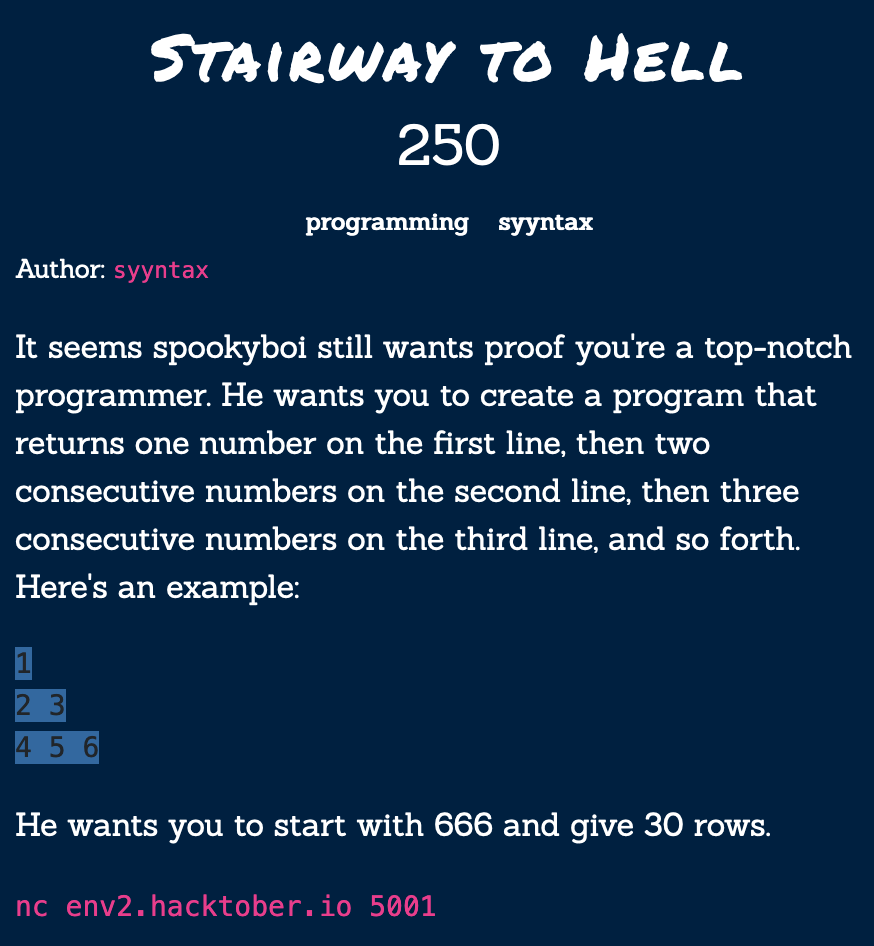 Stairway to Hell
250
programming syyntax
Author: syyntax
It seems spookyboi still wants proof you're a top-notch
programmer. He wants you to create a program that
returns one number on the first line, then two
consecutive numbers on the second line, then three
consecutive numbers on the third line, and so forth.
Here's an example:
1
2 3
4 5 6
He wants you to start with 666 and give 30 rows.
nc env2.hacktober.io 5001